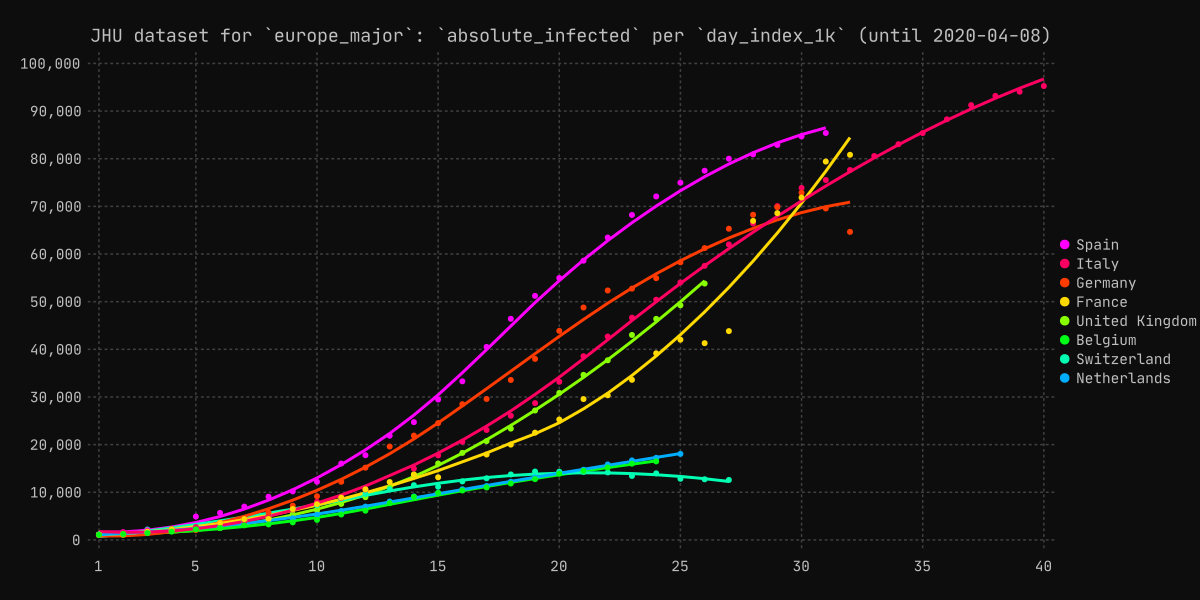 JHU dataset for `europe_major`: `absolute_infected` per `day_index_1k` (until 2020-04-08)
100,000
90,000
80,000
70,000
60,000
50,000
40,000
30,000
20,000
10,000
0
1 5 10 15 20 25 30 35 40
Spain
Italy
Germany
France
United Kingdom
Belgium
Switzerland
Netherlands